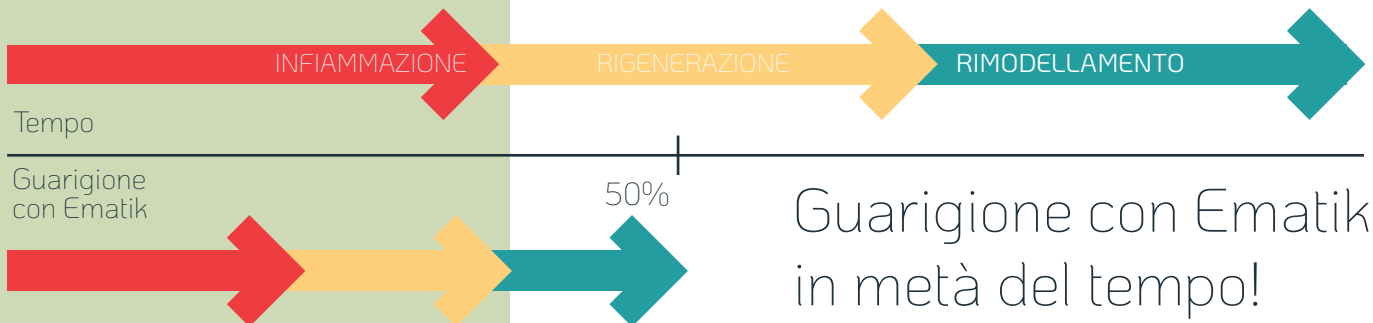 INFIAMMAZIONE
RIGENERAZIONE
RIMODELLAMENTO
Tempo
Guarigione
con Ematik
50%
Guarigione con Ematik
in metà del tempo!